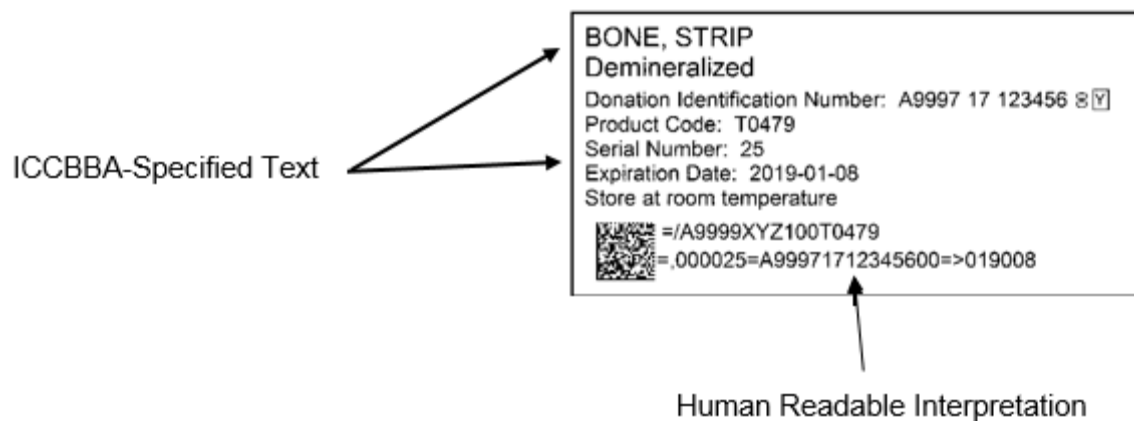 BONE, STRIP
Demineralized
Donation Identification Number: A9997 17 123456 8 Y
Product Code: T0479
Serial Number: 25
Expiration Date: 2019-01-08
Store at room temperature
=/A9999XYZ100T0479
=,000025=A99971712345600=>019008
ICCBBA-Specified Text
Human Readable Interpretation